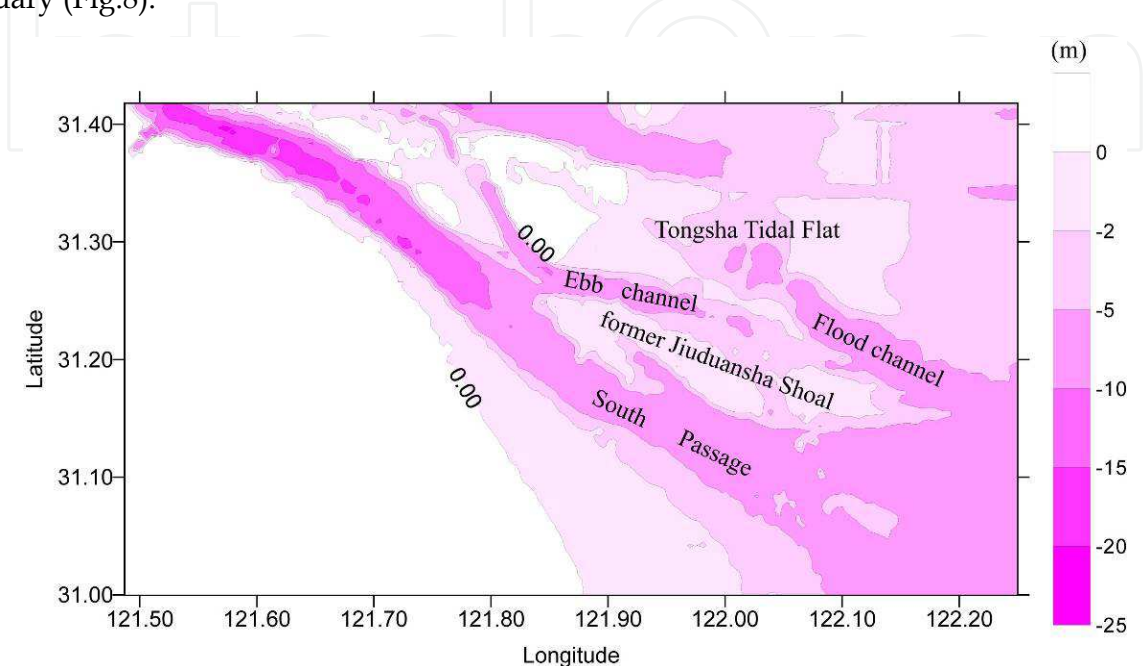 dary (Fig.8).
IntechOpen
(m)
31.40
31.30
31.20
31.10
31.00
Latitude
0
-2
-5
-10
-15
-20
-25
Tongsha Tidal Flat
0.00
Ebb channel
Flood channel
former Jiuduansha Shoal
0.00
South Passage
121.50 121.60 121.70 121.80 121.90 122.00 122.10 122.20
Longitude